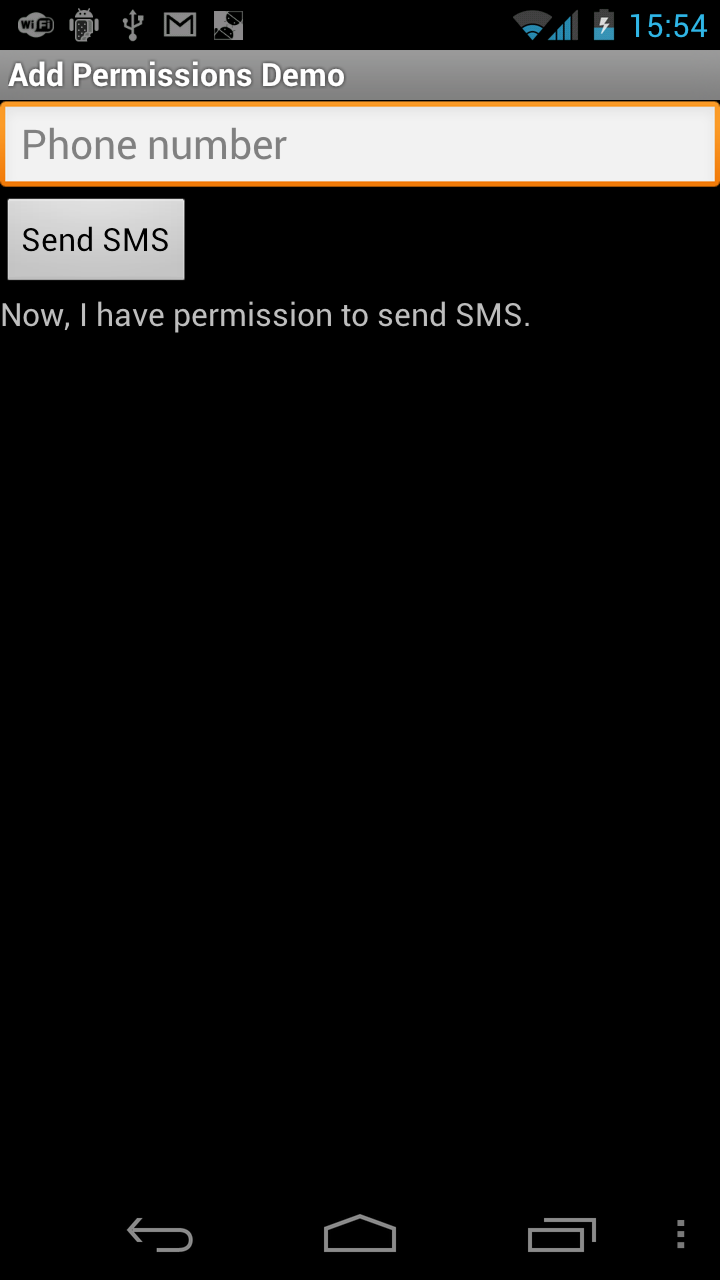 WiFi
15:54
Add Permissions Demo
Phone number
Send SMS
Now, I have permission to send SMS.